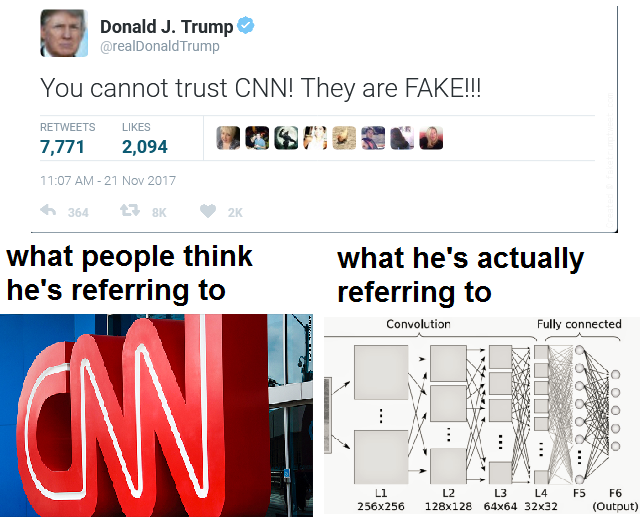 Donald J. Trump
@realDonaldTrump
You cannot trust CNN! They are FAKE!!!
RETWEETS LIKES
7,771 2,094
11:07 AM - 21 Nov 2017
364 8K 2K
what people think
he's referring to
what he's actually
referring to
CNN
Convolution Fully connected
L1 L2 L3 L4 F5 F6
256x256 128x128 64x64 32x32 (Output)